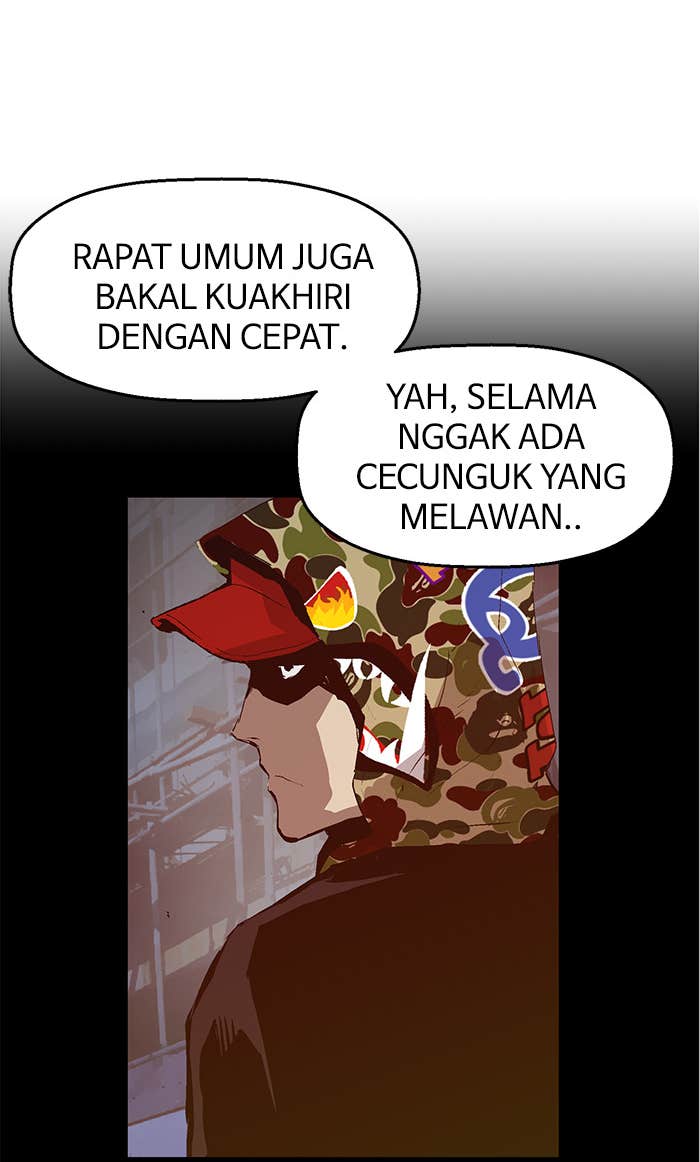 RAPAT UMUM JUGA
BAKAL KUAKHIRI
DENGAN CEPAT.
YAH, SELAMA
NGGAK ADA
CECUNGUK YANG
MELAWAN..